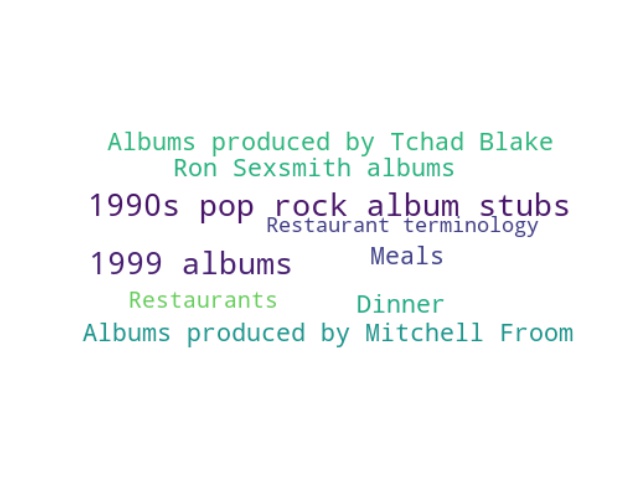 Albums produced by Tchad Blake
Ron Sexsmith albums
1990s pop rock album stubs
Restaurant terminology
Meals
1999 albums
Restaurants
Dinner
Albums produced by Mitchell Froom